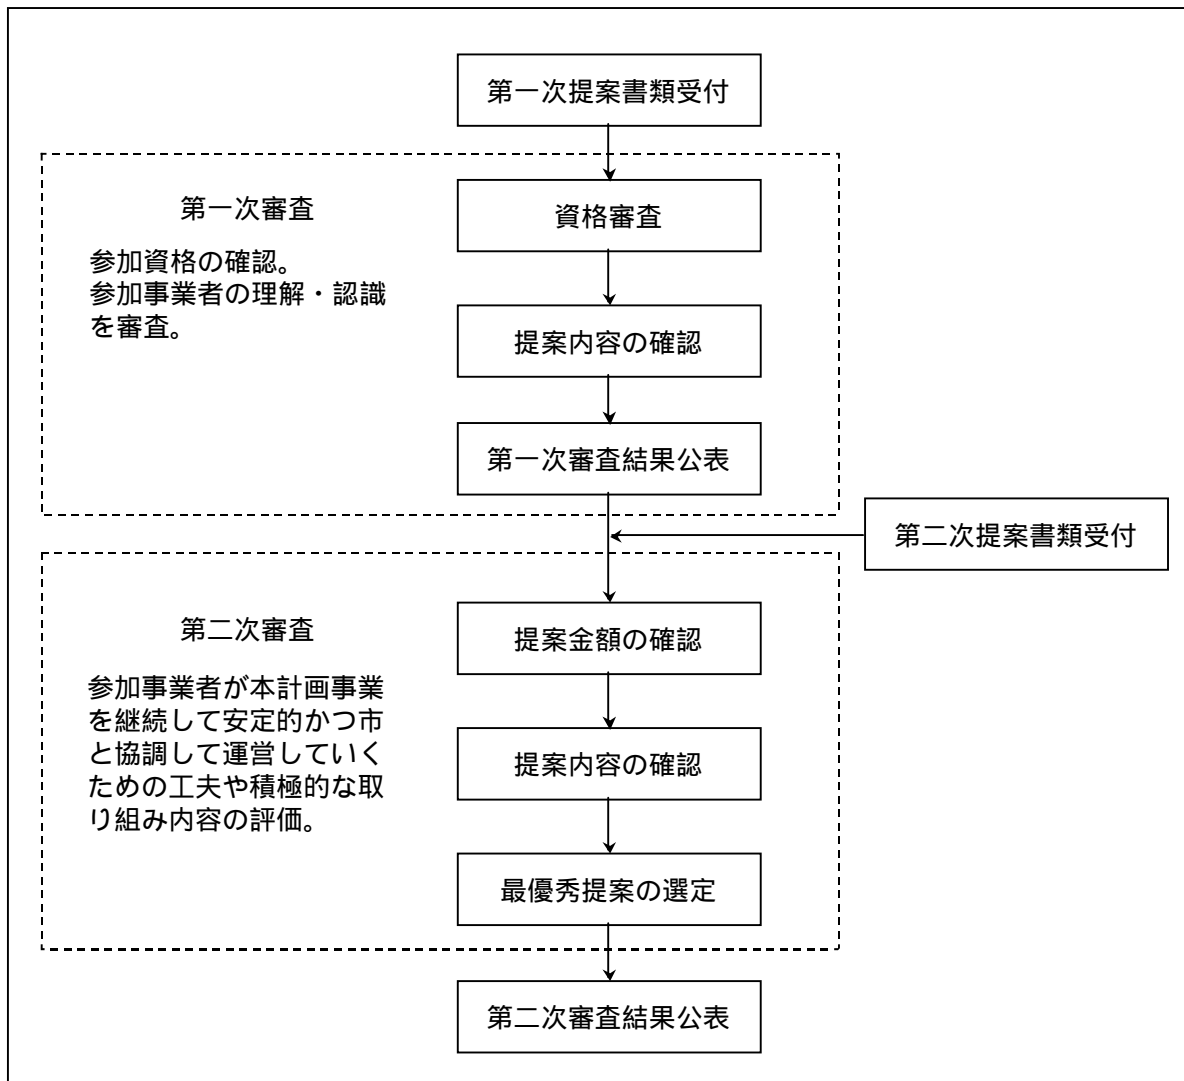 第一次提案書類受付
第一次審査
参加資格の確認。
参加事業者の理解・認識
を審査。
資格審査
提案内容の確認
第一次審査結果公表
第二次提案書類受付
第二次審査
参加事業者が本計画事業
を継続して安定的かつ市
と協調して運営していく
ための工夫や積極的な取
り組み内容の評価。
提案金額の確認
提案内容の確認
最優秀提案の選定
第二次審査結果公表